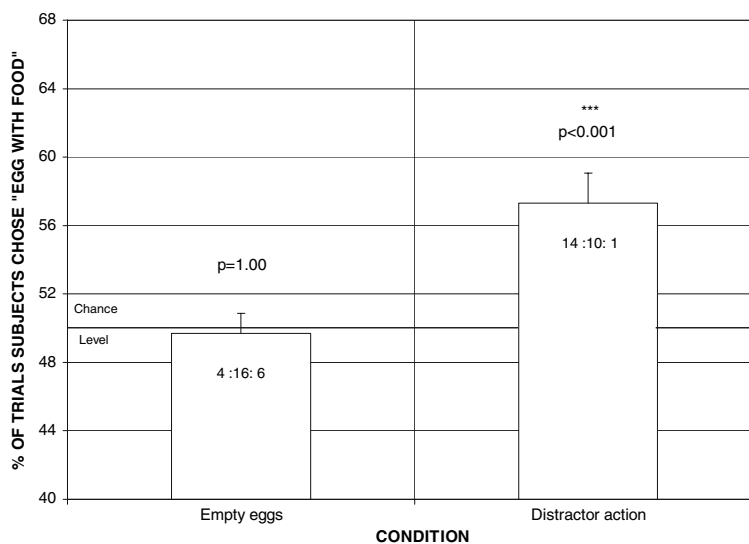 % OF TRIALS SUBJECTS CHOSE "EGG WITH FOOD"
68
64
60
56
52
48
44
40
Chance
Level
p=1.00
4 :16: 6
***
p<0.001
14 :10: 1
Empty eggs
Distractor action
CONDITION